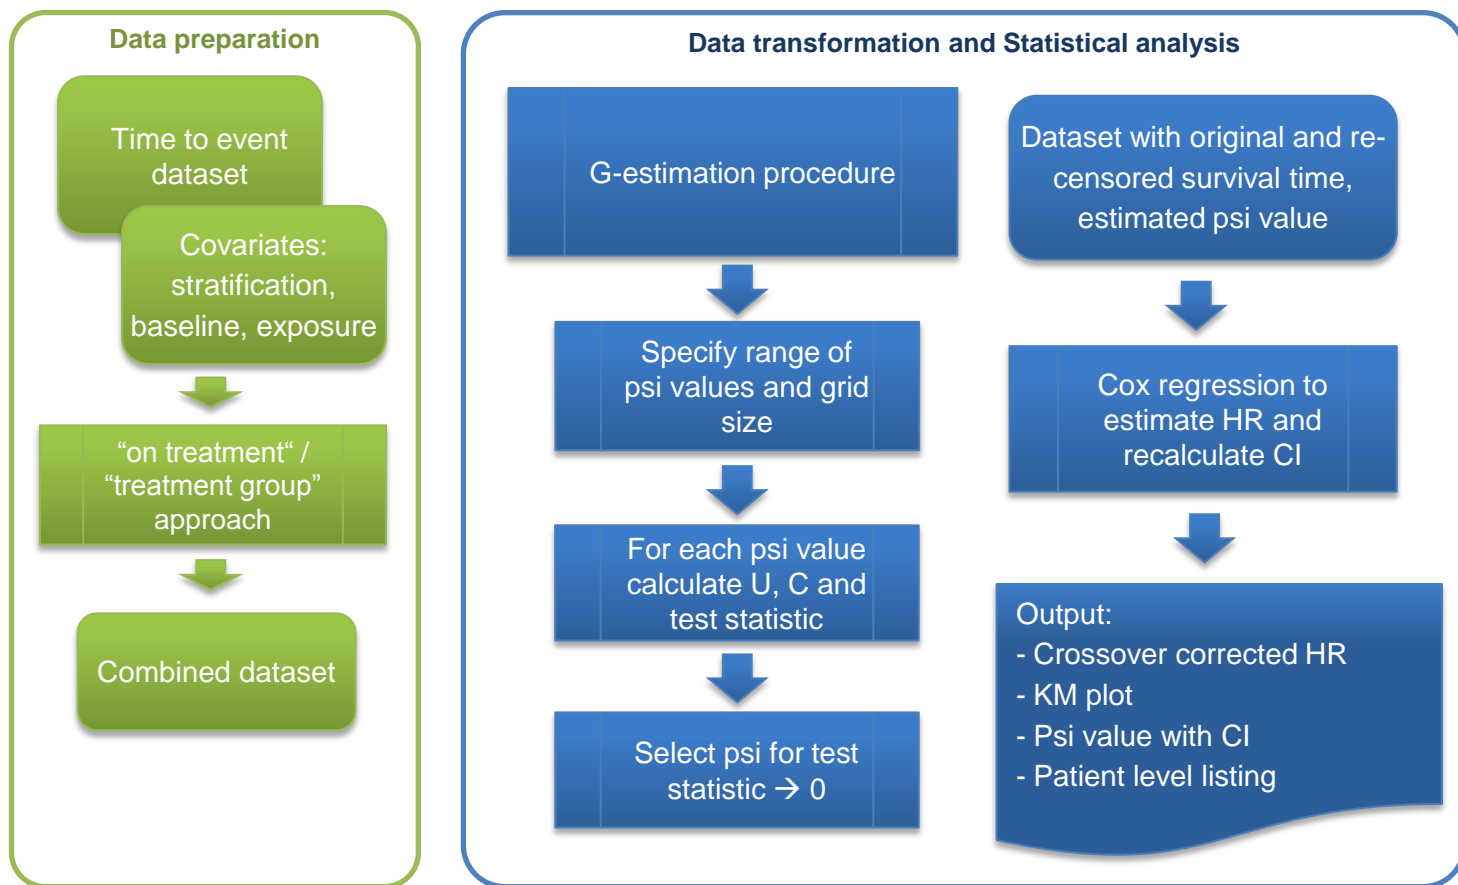 Data preparation
Time to event
dataset
Covariates:
stratification,
baseline, exposure
“on treatment“ /
“treatment group”
approach
Combined dataset
Data transformation and Statistical analysis
G-estimation procedure
Specify range of
psi values and grid
size
For each psi value
calculate U, C and
test statistic
Select psi for test
statistic → 0
Dataset with original and re-
censored survival time,
estimated psi value
Cox regression to
estimate HR and
recalculate CI
Output:
- Crossover corrected HR
- KM plot
- Psi value with CI
- Patient level listing